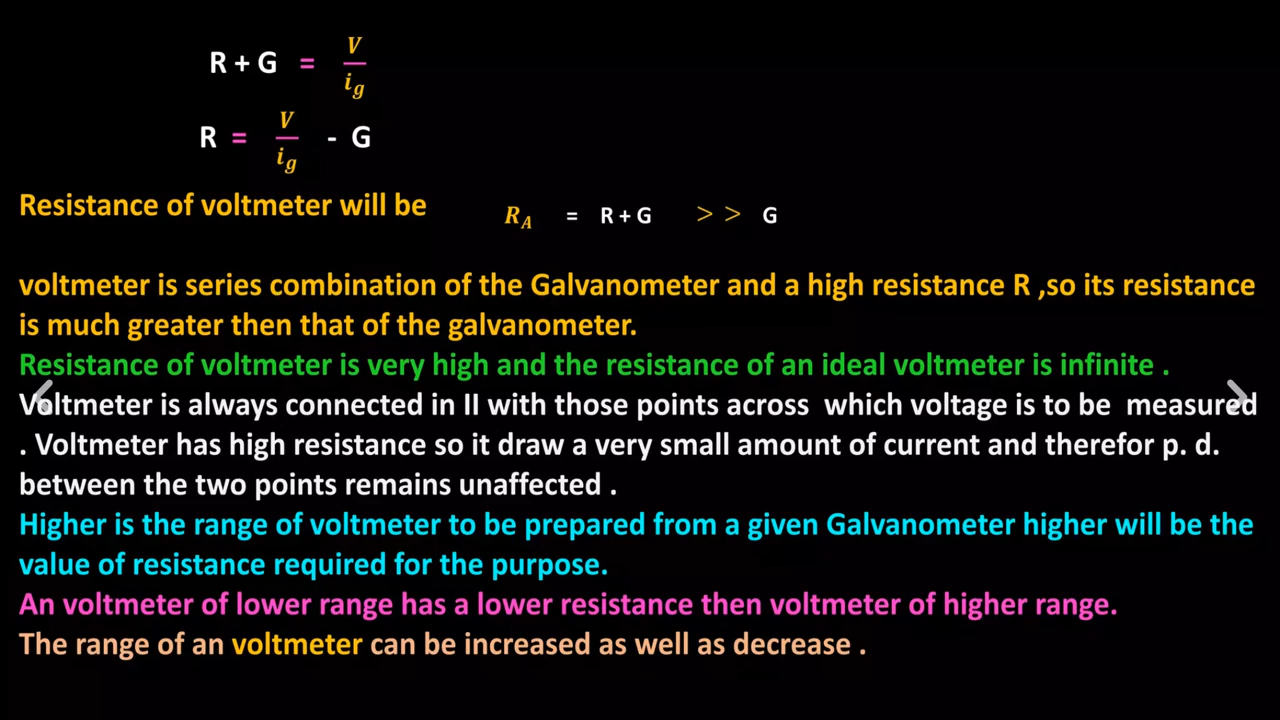 R + G = V/i_g
R = V/i_g - G
Resistance of voltmeter will be R_A = R + G > > G
voltmeter is series combination of the Galvanometer and a high resistance R ,so its resistance
is much greater then that of the galvanometer.
Resistance of voltmeter is very high and the resistance of an ideal voltmeter is infinite .
Voltmeter is always connected in II with those points across which voltage is to be measured
. Voltmeter has high resistance so it draw a very small amount of current and therefor p. d.
between the two points remains unaffected .
Higher is the range of voltmeter to be prepared from a given Galvanometer higher will be the
value of resistance required for the purpose.
An voltmeter of lower range has a lower resistance then voltmeter of higher range.
The range of an voltmeter can be increased as well as decrease .